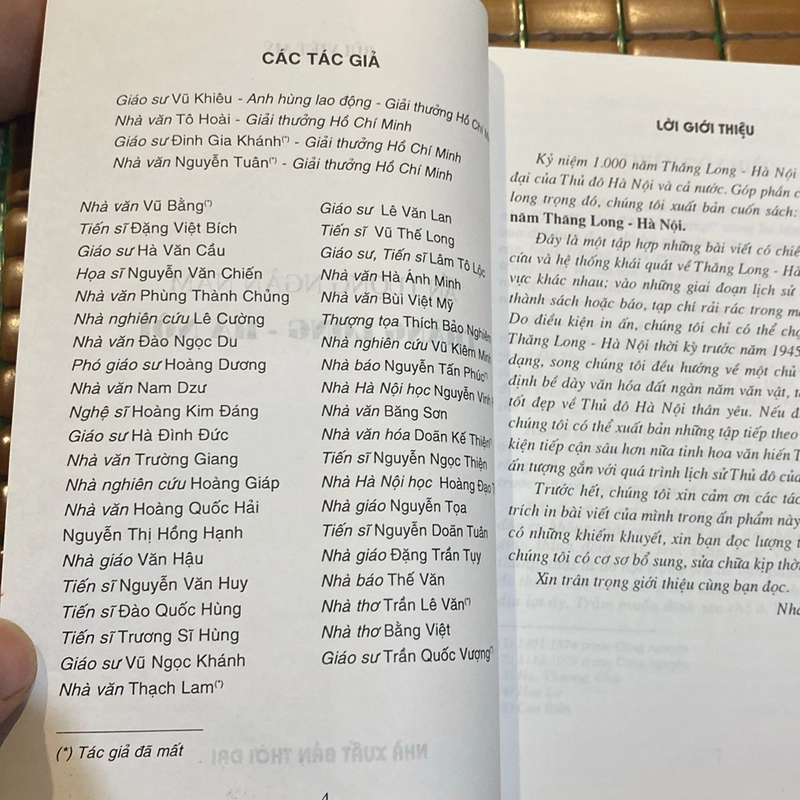 CÁC TÁC GIẢ
Giáo sư Vũ Khiêu - Anh hùng lao động - Giải thưởng Hồ Chí
Nhà văn Tô Hoài - Giải thưởng Hồ Chí Minh
Giáo sư Đinh Gia Khánh(*) - Giải thưởng Hồ Chí Minh
Nhà văn Nguyễn Tuân(*) - Giải thưởng Hồ Chí Minh
Nhà văn Vũ Bằng(*)
Tiến sĩ Đặng Việt Bích
Giáo sư Hà Văn Cầu
Họa sĩ Nguyễn Văn Chiến
Nhà văn Phùng Thành Chủng
Nhà nghiên cứu Lê Cường
Nhà văn Đào Ngọc Du
Phó giáo sư Hoàng Dương
Nhà văn Nam Dzư
Nghệ sĩ Hoàng Kim Đáng
Giáo sư Hà Đình Đức
Nhà văn Trường Giang
Nhà nghiên cứu Hoàng Giáp
Nhà văn Hoàng Quốc Hải
Nguyễn Thị Hồng Hạnh
Nhà giáo Văn Hậu
Tiến sĩ Nguyễn Văn Huy
Tiến sĩ Đào Quốc Hùng
Tiến sĩ Trương Sĩ Hùng
Giáo sư Vũ Ngọc Khánh
Nhà văn Thạch Lam(*)
Giáo sư Lê Văn Lan
Tiến sĩ Vũ Thế Long
Giáo sư, Tiến sĩ Lâm Tô Lộc
Nhà văn Hà Ánh Minh
Nhà văn Bùi Việt Mỹ
Thượng tọa Thích Bảo Nghiêm
Nhà nghiên cứu Vũ Kiêm Minh
Nhà báo Nguyễn Tấn Phúc(*)
Nhà Hà Nội học Nguyễn Vinh
Nhà văn Băng Sơn
Nhà văn hóa Doãn Kế Thiện(*)
Tiến sĩ Nguyễn Ngọc Thiện
Nhà Hà Nội học Hoàng Đạo
Nhà giáo Nguyễn Tọa
Tiến sĩ Nguyễn Doãn Tuân
Nhà giáo Đặng Trần Tụy
Nhà báo Thế Văn
Nhà thơ Trần Lê Văn(*)
Nhà thơ Bằng Việt
Giáo sư Trần Quốc Vượng(*)
(*) Tác giả đã mất
4
LỜI GIỚI THIỆU
Kỷ niệm 1.000 năm Thăng Long - Hà Nội
đại của Thủ đô Hà Nội và cả nước. Góp phần
long trọng đó, chúng tôi xuất bản cuốn sách:
năm Thăng Long - Hà Nội.
Đây là một tập hợp những bài viết có chiề
cứu và hệ thống khái quát về Thăng Long - Hà
vực khác nhau; vào những giai đoạn lịch sử
thành sách hoặc báo, tạp chí rải rác trong
Do điều kiện in ấn, chúng tôi chỉ có thể
Thăng Long - Hà Nội thời kỳ trước năm 1945
dạng, song chúng tôi đều hướng về một chủ
định bề dày văn hóa đất ngàn năm văn vật,
tốt đẹp về Thủ đô Hà Nội thân yêu. Nếu
chúng tôi có thể xuất bản những tập tiếp theo
kiện tiếp cận sâu hơn nữa tinh hoa văn hiến
ấn tượng gắn với quá trình lịch sử Thủ đô
Trước hết, chúng tôi xin cảm ơn các tác
trích in bài viết của mình trong ấn phẩm này
có những khiếm khuyết, xin bạn đọc lượng
chúng tôi có cơ sở bổ sung, sửa chữa kịp
Xin trân trọng giới thiệu cùng bạn đọc.